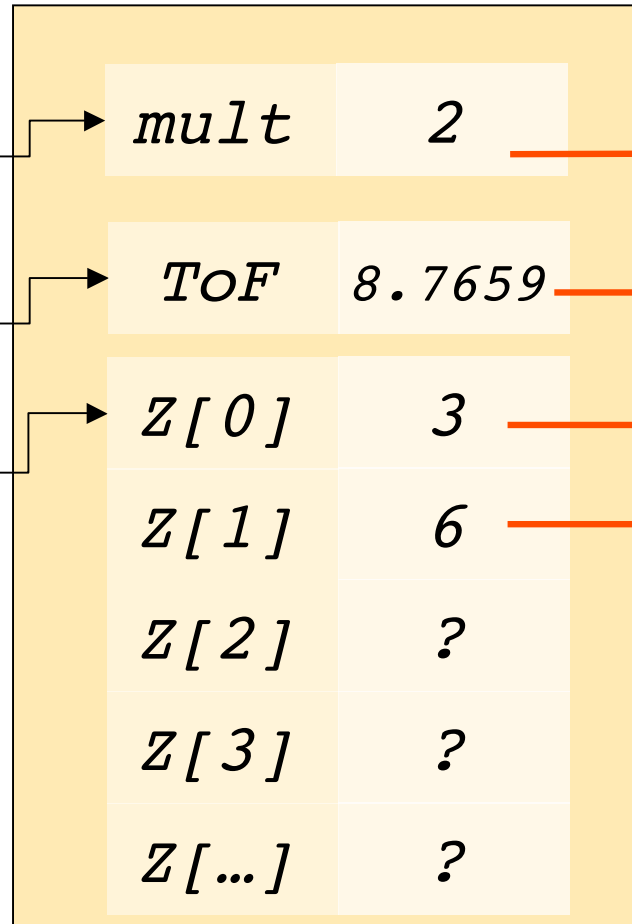 mult 2
ToF 8.7659
Z[0] 3
Z[1] 6
Z[2] ?
Z[3] ?
Z[…] ?